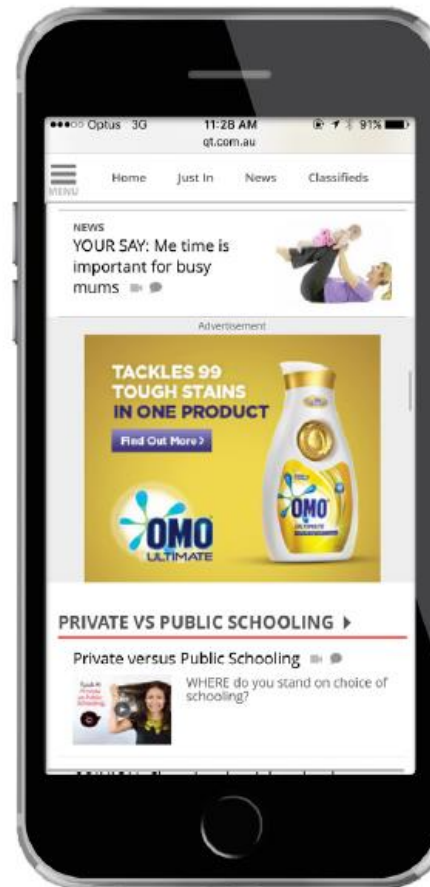 Optus 3G 11:28 AM 91%
qt.com.au
MENU Home Just In News Classifieds
NEWS
YOUR SAY: Me time is
important for busy
mums
Advertisement
TACKLES 99
TOUGH STAINS
IN ONE PRODUCT
Find Out More >
OMO
ULTIMATE
OMO
ULTIMATE
PRIVATE VS PUBLIC SCHOOLING
Private versus Public Schooling
WHERE do you stand on choice of
schooling?